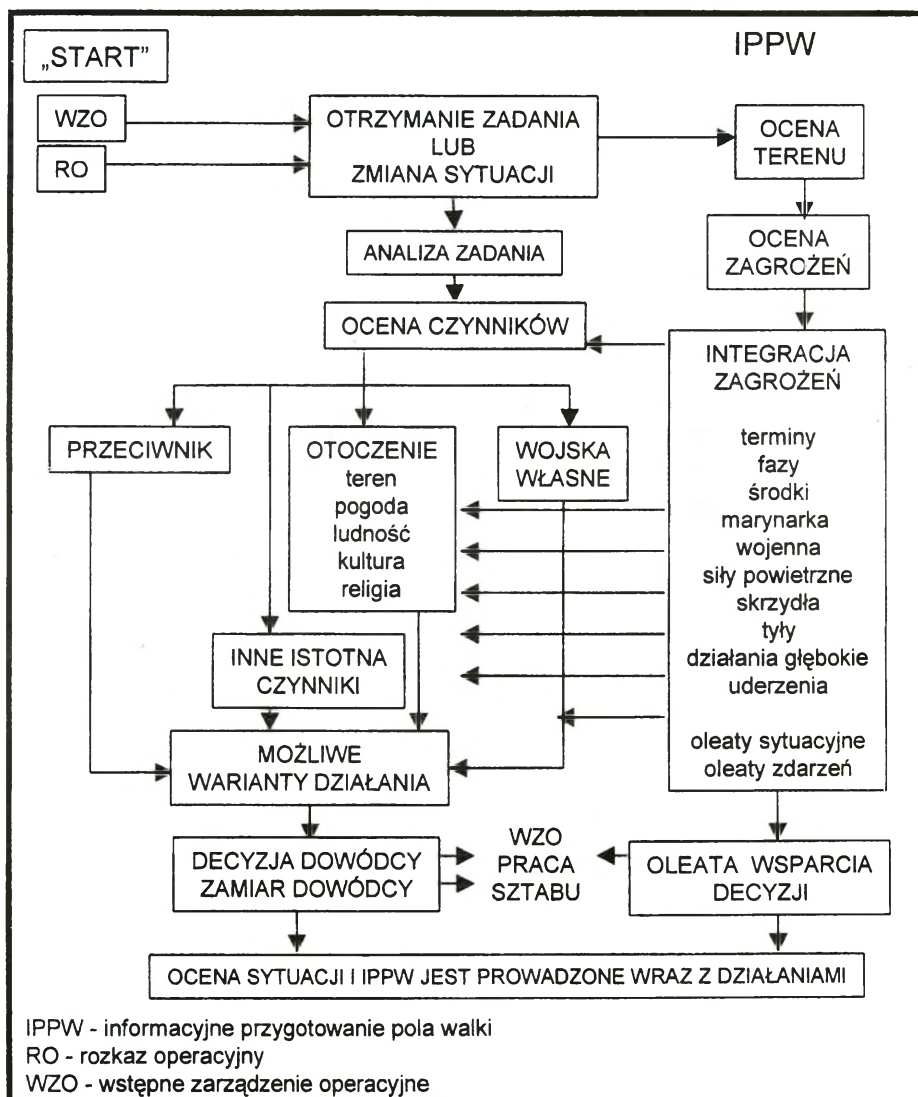 „START”
IPPW
WZO
RO
OTRZYMANIE ZADANIA
LUB
ZMIANA SYTUACJI
OCENA
TERENU
ANALIZA ZADANIA
OCENA
ZAGROŻEŃ
OCENA CZYNNIKÓW
INTEGRACJA
ZAGROŻEŃ
terminy
fazy
środki
marynarka
wojenna
siły powietrzne
skrzydła
tyły
działania głębokie
uderzenia
oleaty sytuacyjne
oleaty zdarzeń
PRZECIWNIK
OTOCZENIE
teren
pogoda
ludność
kultura
religia
WOJSKA
WŁASNE
INNE ISTOTNA
CZYNNIKI
MOŻLIWE
WARIANTY DZIAŁANIA
DECYZJA DOWÓDCY
ZAMIAR DOWÓDCY
WZO
PRACA
SZTABU
OLEATA WSPARCIA
DECYZJI
OCENA SYTUACJI I IPPW JEST PROWADZONE WRAZ Z DZIAŁANIAMI
IPPW - informacyjne przygotowanie pola walki
RO - rozkaz operacyjny
WZO - wstępne zarządzenie operacyjne